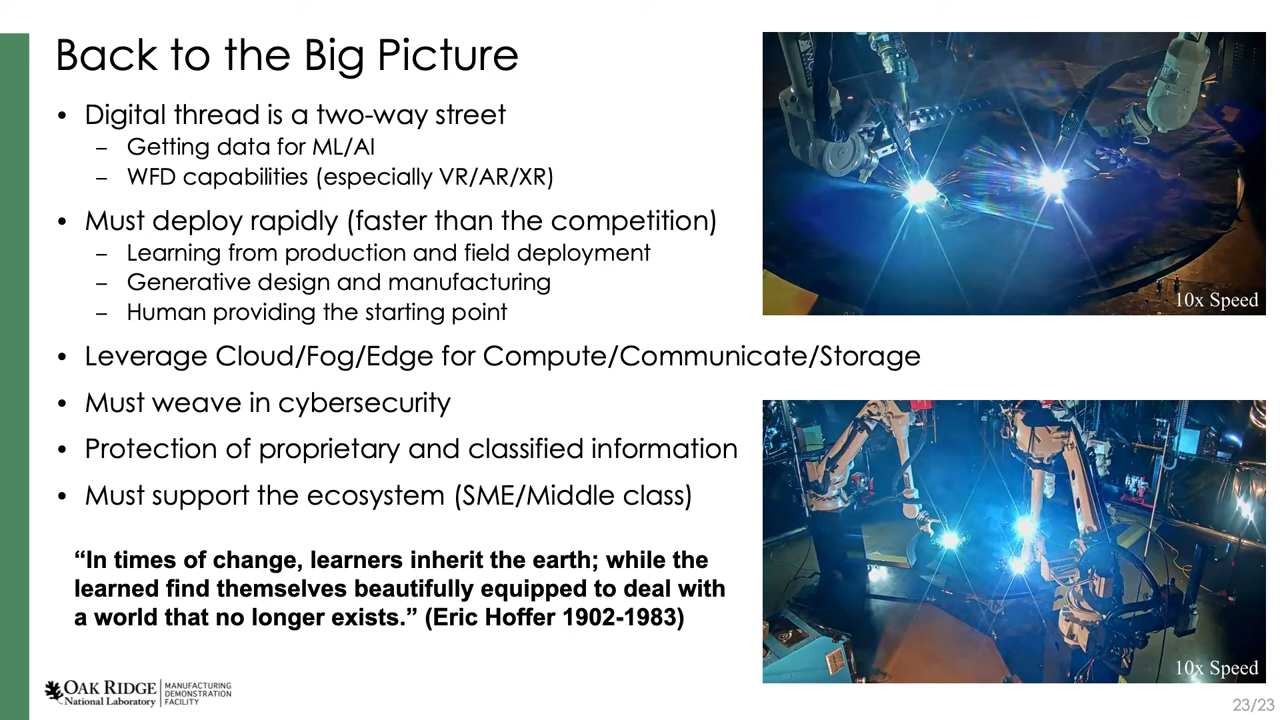 Back to the Big Picture
• Digital thread is a two-way street
– Getting data for ML/AI
– WFD capabilities (especially VR/AR/XR)
• Must deploy rapidly (faster than the competition)
– Learning from production and field deployment
– Generative design and manufacturing
– Human providing the starting point
• Leverage Cloud/Fog/Edge for Compute/Communicate/Storage
• Must weave in cybersecurity
• Protection of proprietary and classified information
• Must support the ecosystem (SME/Middle class)
“In times of change, learners inherit the earth; while the
learned find themselves beautifully equipped to deal with
a world that no longer exists.” (Eric Hoffer 1902-1983)
10x Speed
10x Speed
OAK RIDGE
National Laboratory
MANUFACTURING
DEMONSTRATION
FACILITY
23/23